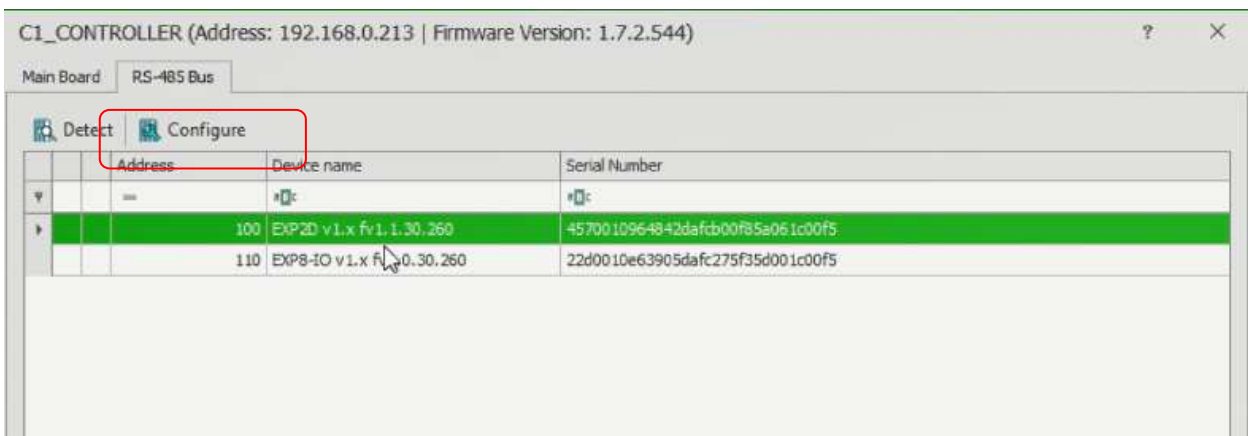 C1_CONTROLLER (Address: 192.168.0.213 | Firmware Version: 1.7.2.544) ?
Main Board RS-485 Bus
Detect Configure
Address Device name Serial Number
= a c a c
100 EXP2D v1.x fv1.1.30.260 4570010964842dafcb00f85a061c00f5
110 EXP8-IO v1.x 0.30.260 22d0010e63905dafc275f35d001c00f5